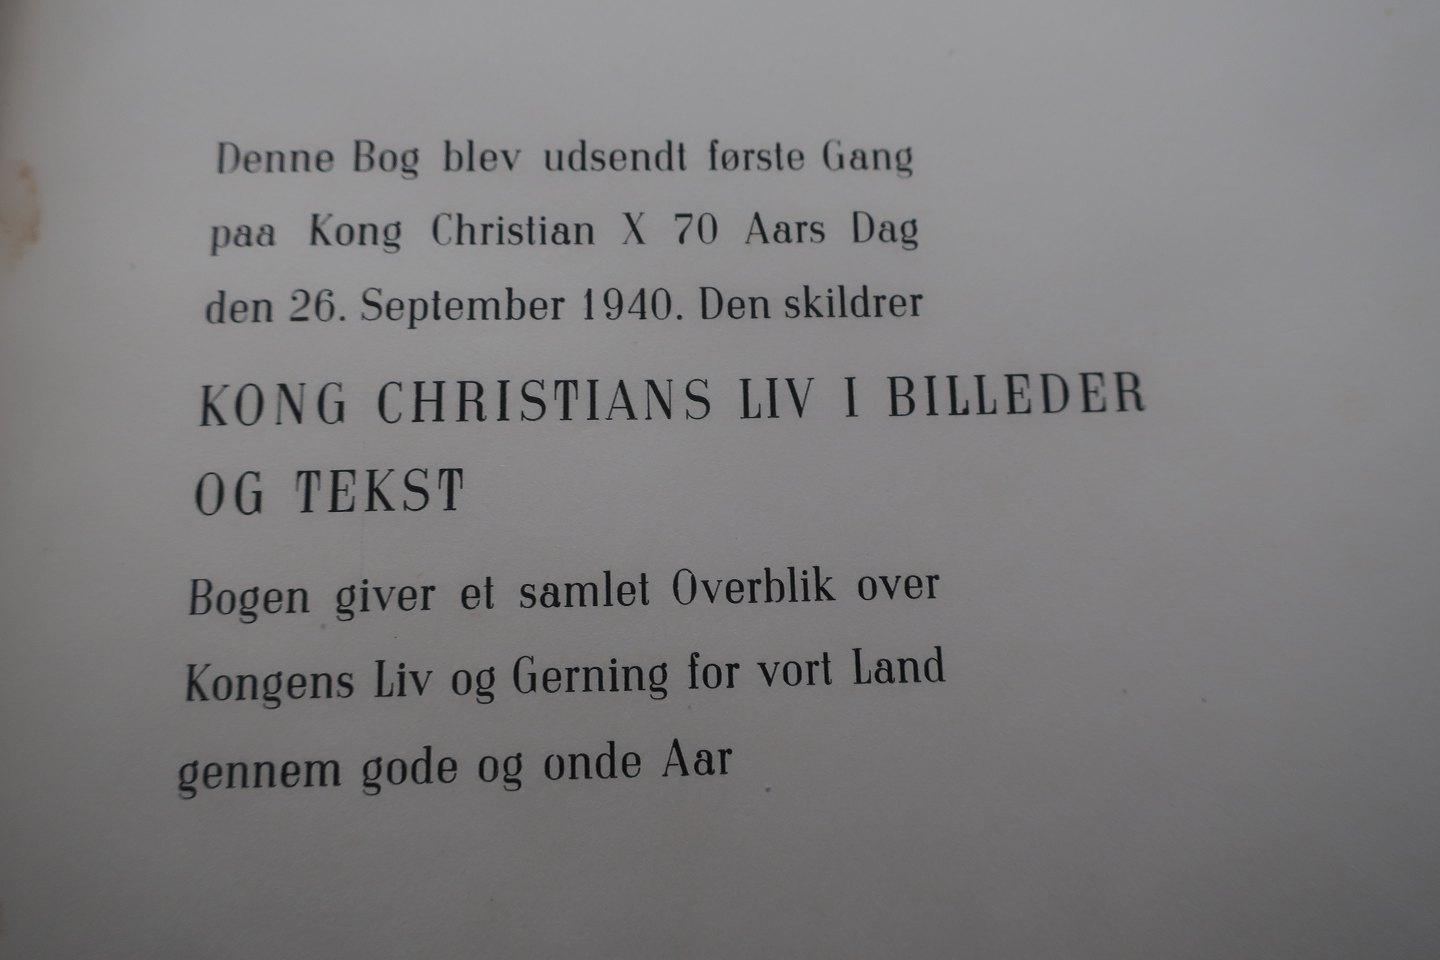 Denne Bog blev udsendt første Gang
paa Kong Christian X 70 Aars Dag
den 26. September 1940. Den skildrer
KONG CHRISTIANS LIV I BILLEDER
OG TEKST
Bogen giver et samlet Overblik over
Kongens Liv og Gerning for vort Land
gennem gode og onde Aar